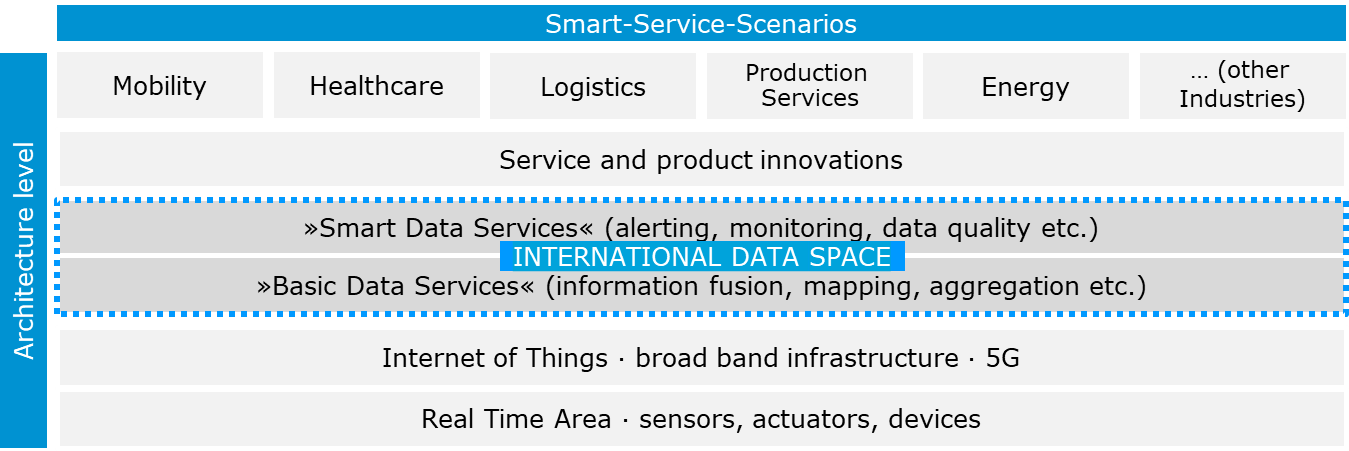 Smart-Service-Scenarios
Architecture level
Mobility
Healthcare
Logistics
Production
Services
Energy
... (other
Industries)
Service and product innovations
»Smart Data Services« (alerting, monitoring, data quality etc.)
INTERNATIONAL DATA SPACE
»Basic Data Services« (information fusion, mapping, aggregation etc.)
Internet of Things · broad band infrastructure · 5G
Real Time Area · sensors, actuators, devices